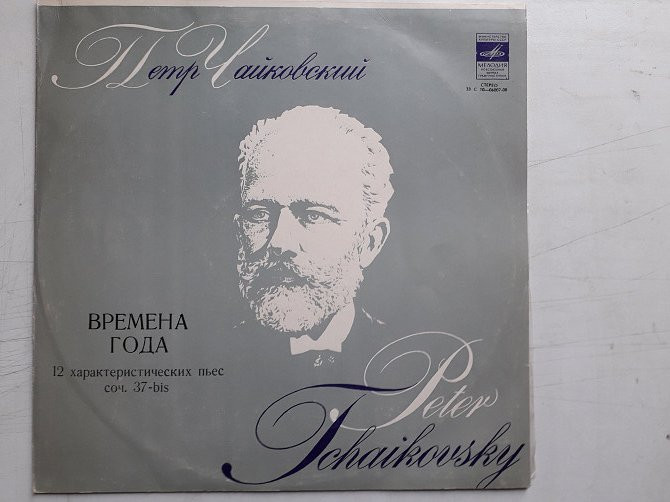 Петр Чайковский
МЕЛОДИЯ
СТЕРЕО
ВРЕМЕНА
ГОДА
12 характеристических пьес
соч. 37-bis
Peter
Tchaikovsky